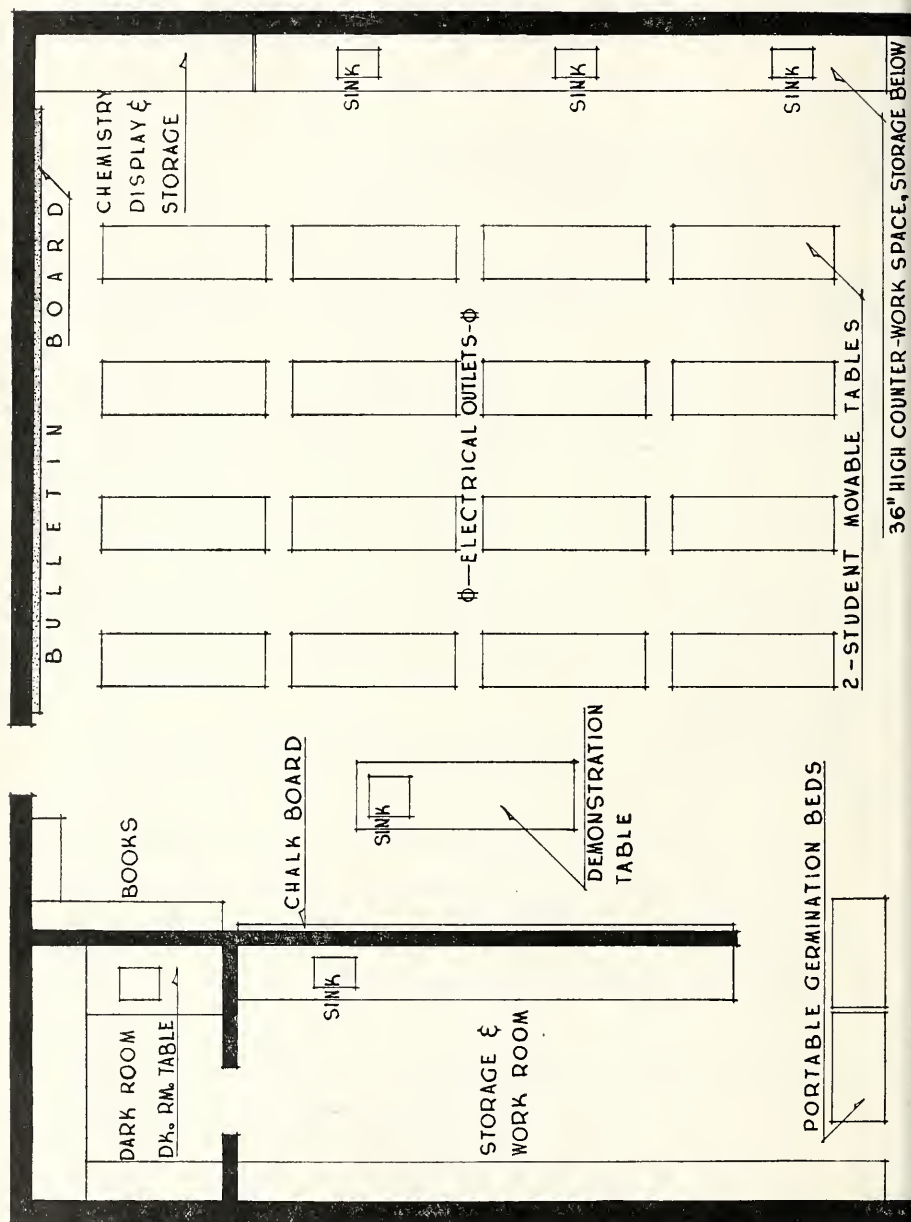 BULLETIN BOARD
CHEMISTRY
DISPLAY &
STORAGE
SINK
SINK
SINK
36" HIGH COUNTER-WORK SPACE, STORAGE BELOW
ELECTRICAL OUTLETS
2-STUDENT MOVABLE TABLES
BOOKS
CHALK BOARD
SINK
DEMONSTRATION
TABLE
PORTABLE GERMINATION BEDS
DARK ROOM
DK. RM. TABLE
SINK
STORAGE &
WORK ROOM